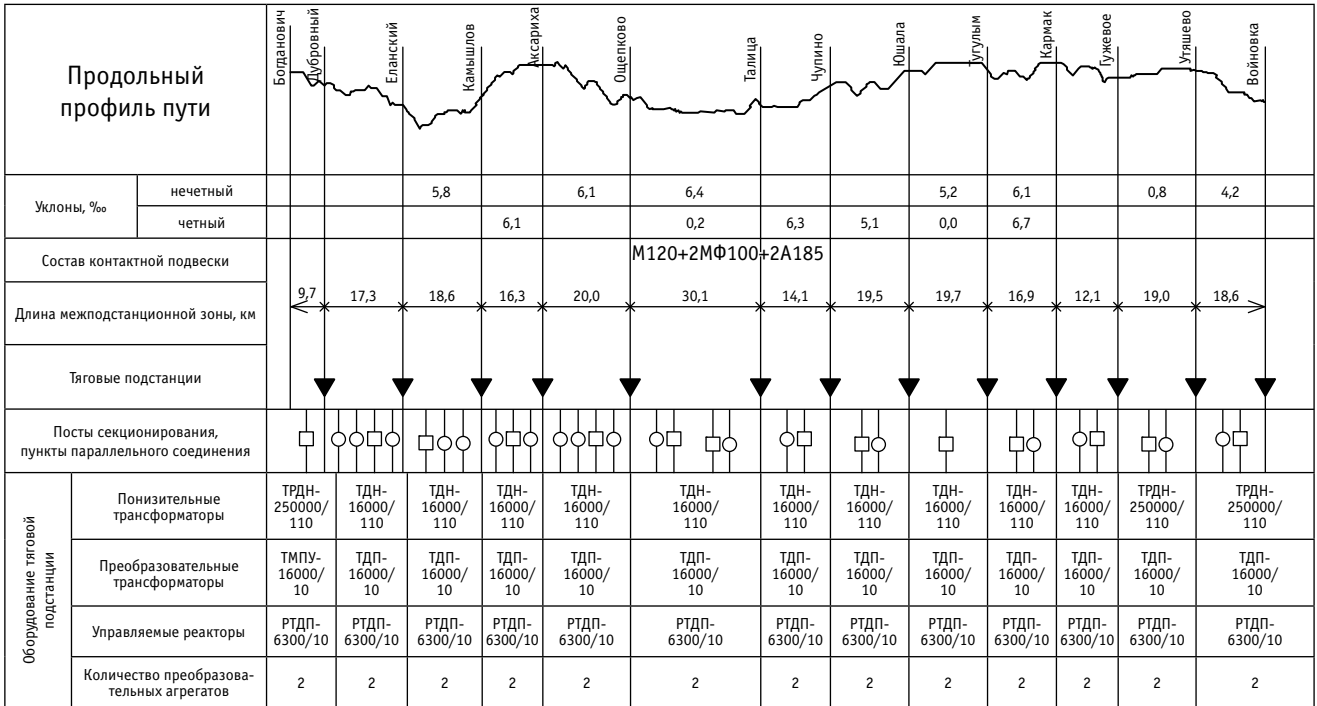 Богданович
Дубровный
Еланский
Камышлов
Аксариха
Ощепково
Талица
Чупино
Юшала
Тугулым
Кармак
Гужевое
Утяшево
Войновка
Продольный
профиль пути
Уклоны, ‰
нечетный
5,8
6,1
6,4
5,2
6,1
0,8
4,2
четный
6,1
0,2
6,3
5,1
0,0
6,7
Состав контактной подвески
М120+2МФ100+2А185
Длина межподстанционной зоны, км
9,7
17,3
18,6
16,3
20,0
30,1
14,1
19,5
19,7
16,9
12,1
19,0
18,6
Тяговые подстанции
Посты секционирования,
пункты параллельного соединения
Оборудование тяговой
подстанции
Понизительные
трансформаторы
ТРДН-
250000/
110
ТДН-
16000/
110
ТДН-
16000/
110
ТДН-
16000/
110
ТДН-
16000/
110
ТДН-
16000/
110
ТДН-
16000/
110
ТДН-
16000/
110
ТДН-
16000/
110
ТДН-
16000/
110
ТДН-
16000/
110
ТРДН-
250000/
110
ТРДН-
250000/
110
Преобразовательные
трансформаторы
ТМПУ-
16000/
10
ТДП-
16000/
10
ТДП-
16000/
10
ТДП-
16000/
10
ТДП-
16000/
10
ТДП-
16000/
10
ТДП-
16000/
10
ТДП-
16000/
10
ТДП-
16000/
10
ТДП-
16000/
10
ТДП-
16000/
10
ТДП-
16000/
10
ТДП-
16000/
10
Управляемые реакторы
РТДП-
6300/10
РТДП-
6300/10
РТДП-
6300/10
РТДП-
6300/10
РТДП-
6300/10
РТДП-
6300/10
РТДП-
6300/10
РТДП-
6300/10
РТДП-
6300/10
РТДП-
6300/10
РТДП-
6300/10
РТДП-
6300/10
РТДП-
6300/10
Количество преобразова-
тельных агрегатов
2
2
2
2
2
2
2
2
2
2
2
2
2